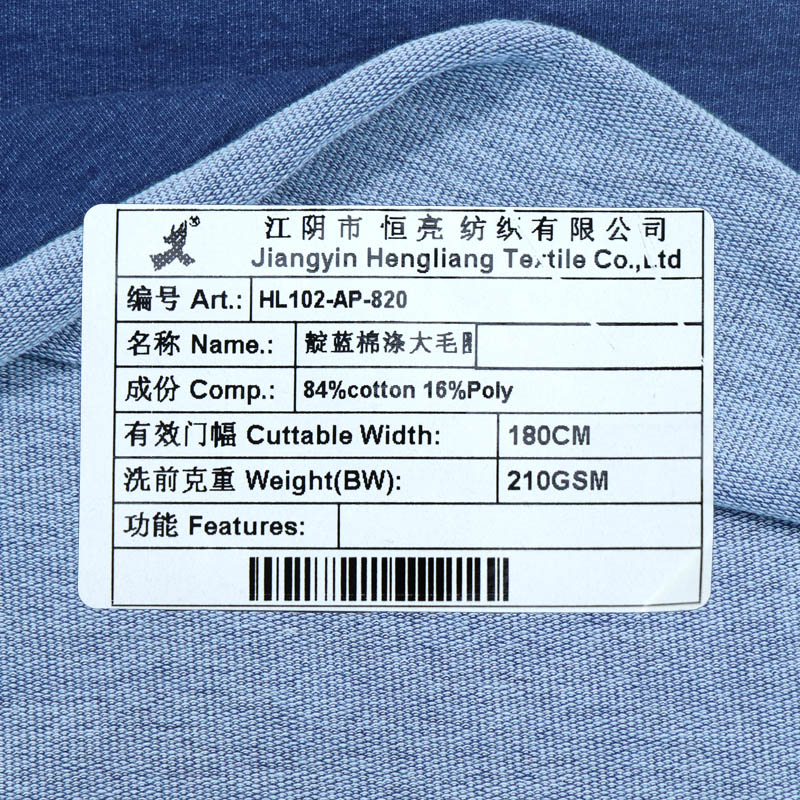 ®
江阴市 恒亮 纺织有限公司
Jiangyin Hengliang Textile Co.,Ltd
编号 Art.: HL102-AP-820
名称 Name.: 靛蓝棉涤大毛圈
成份 Comp.: 84%cotton 16%Poly
有效门幅 Cuttable Width: 180CM
洗前克重 Weight(BW): 210GSM
功能 Features: